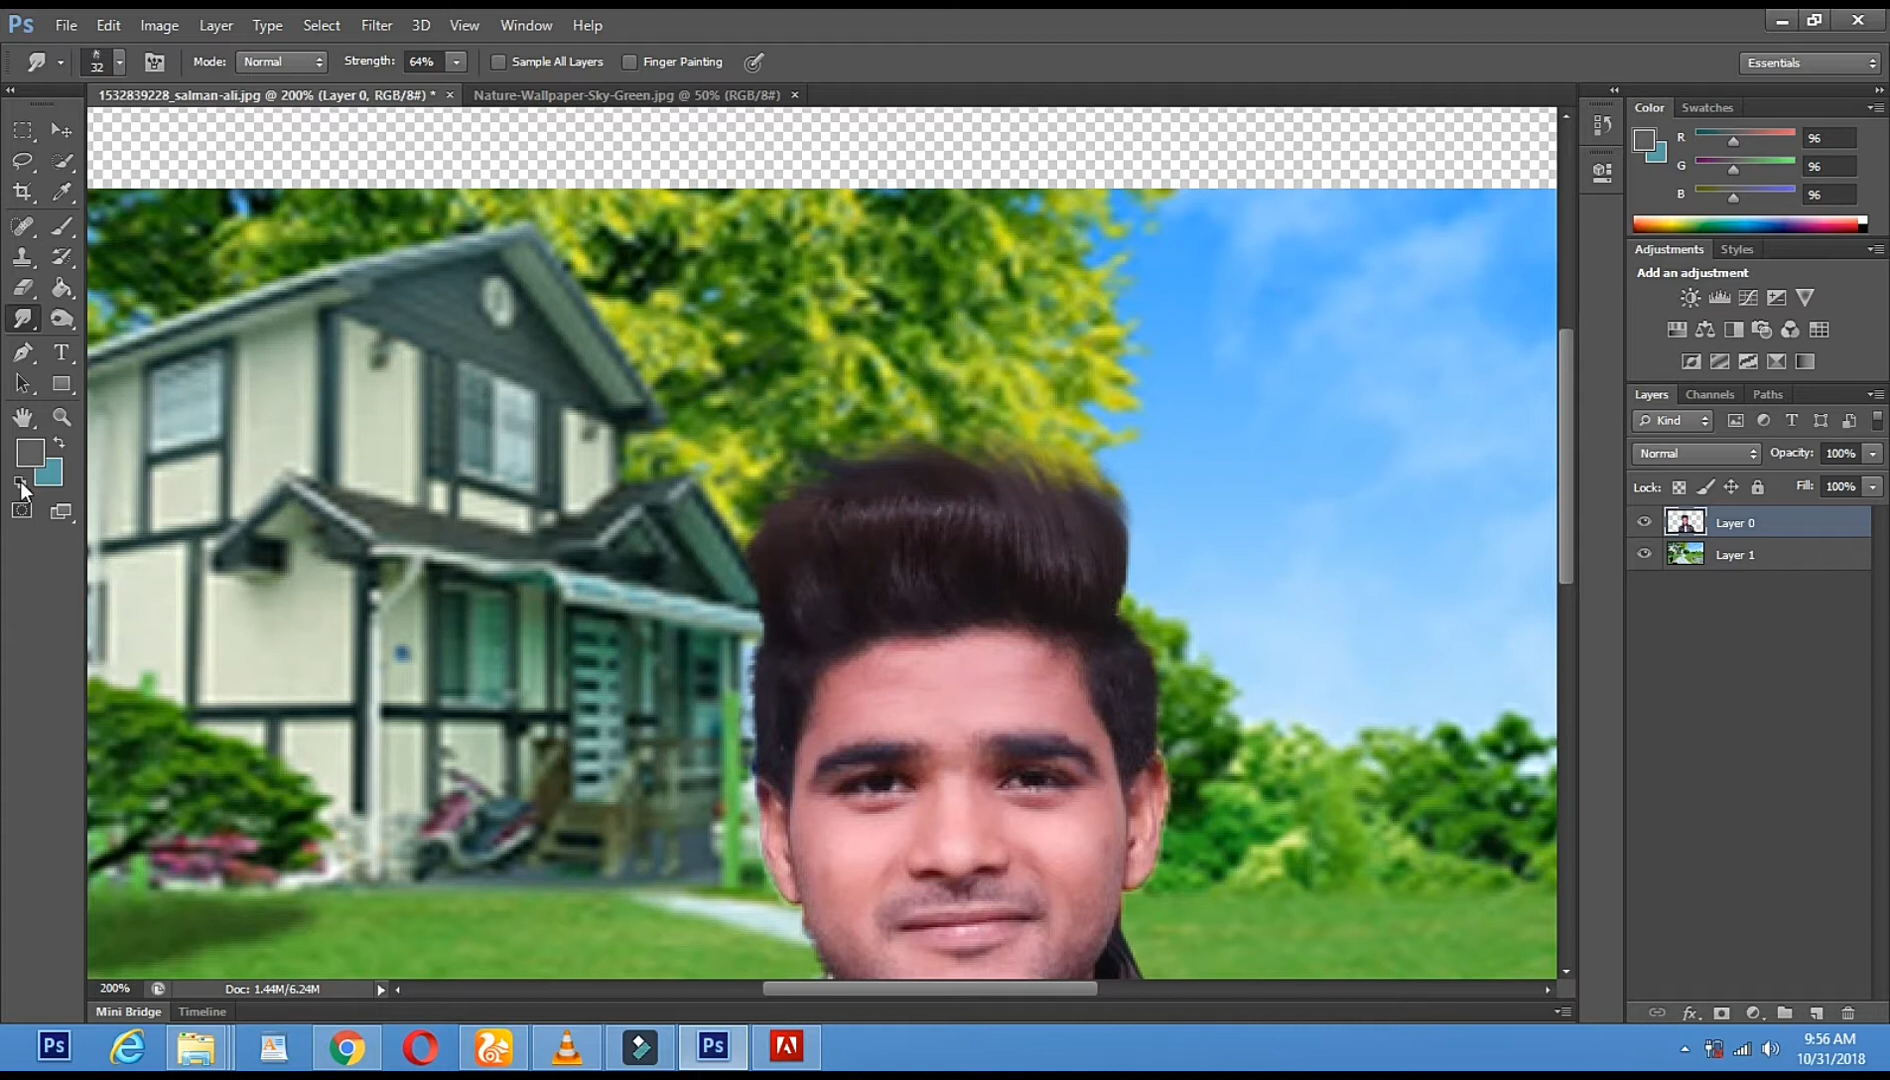 Ps File Edit Image Layer Type Select Filter 3D View Window Help
32 Mode: Normal Strength: 64% Sample All Layers Finger Painting Essentials
1532839228_salman-ali.jpg @ 200% (Layer 0, RGB/8#) * × Nature-Wallpaper-Sky-Green.jpg @ 50% (RGB/8#) ×
Color Swatches
R 96
G 96
B 96
Adjustments Styles
Add an adjustment
T
Layers Channels Paths
Kind T
Normal Opacity: 100%
Lock: Fill: 100%
Layer 0
Layer 1
200% Doc: 1.44M/6.24M
Mini Bridge Timeline
fx
Ps Ps
9:56 AM
10/31/2018